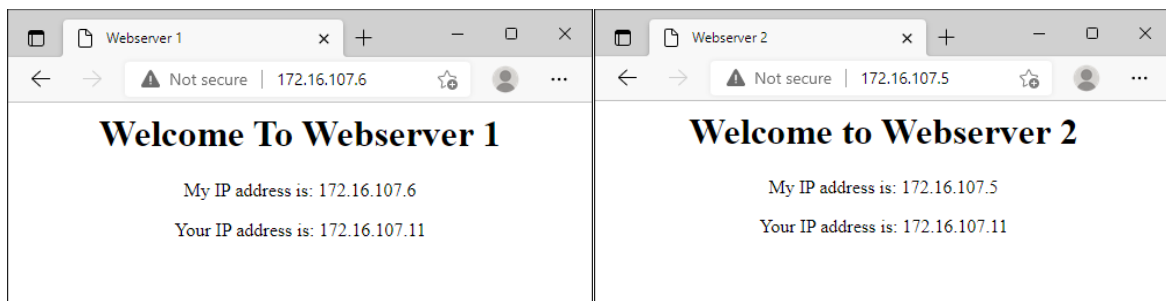 Webserver 1
Not secure 172.16.107.6
Welcome To Webserver 1
My IP address is: 172.16.107.6
Your IP address is: 172.16.107.11
Webserver 2
Not secure 172.16.107.5
Welcome to Webserver 2
My IP address is: 172.16.107.5
Your IP address is: 172.16.107.11